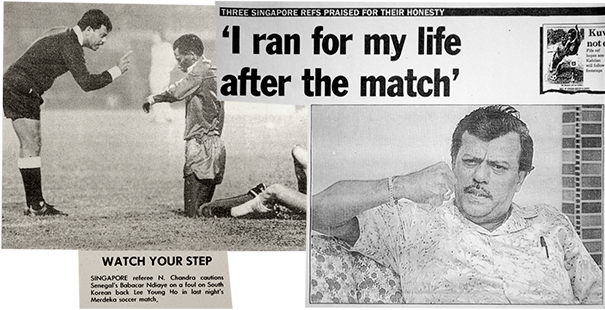 THREE SINGAPORE REFS PRAISED FOR THEIR HONESTY
'I ran for my life
after the match'
Kuw
not
WATCH YOUR STEP
SINGAPORE referee N. Chandra cautions
Senegal's Babacar Ndiaye on a foul on South
Korean back Lee Young Ho in last night's
Merdeka soccer match.